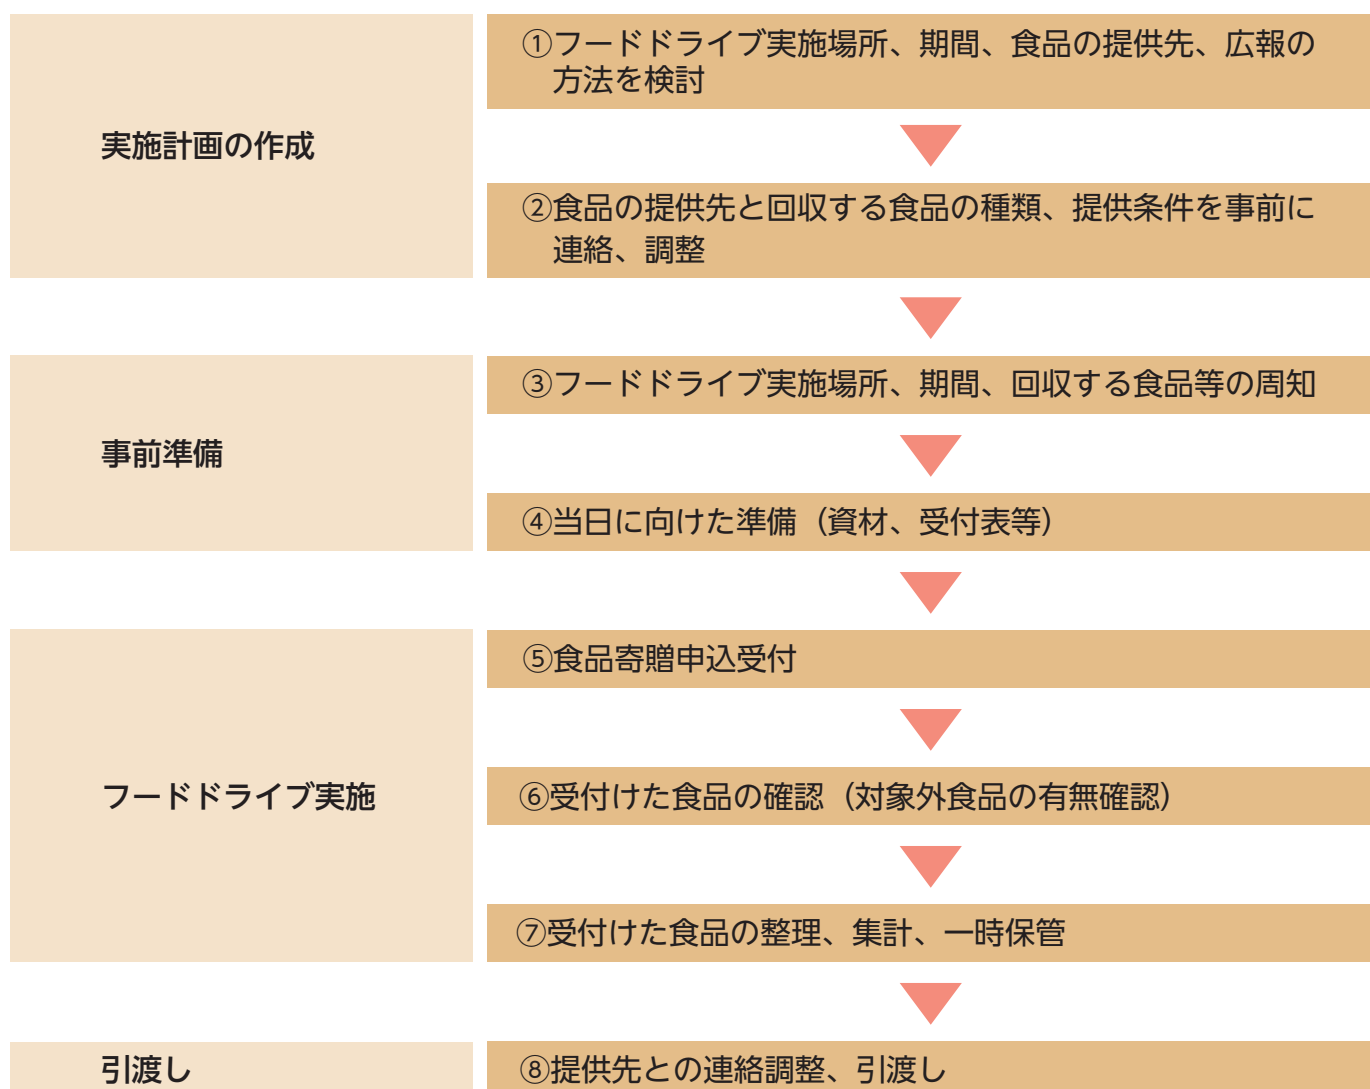 実施計画の作成
①フードドライブ実施場所、期間、食品の提供先、広報の
方法を検討
②食品の提供先と回収する食品の種類、提供条件を事前に
連絡、調整
事前準備
③フードドライブ実施場所、期間、回収する食品等の周知
④当日に向けた準備（資材、受付表等）
フードドライブ実施
⑤食品寄贈申込受付
⑥受付けた食品の確認（対象外食品の有無確認）
⑦受付けた食品の整理、集計、一時保管
引渡し
⑧提供先との連絡調整、引渡し